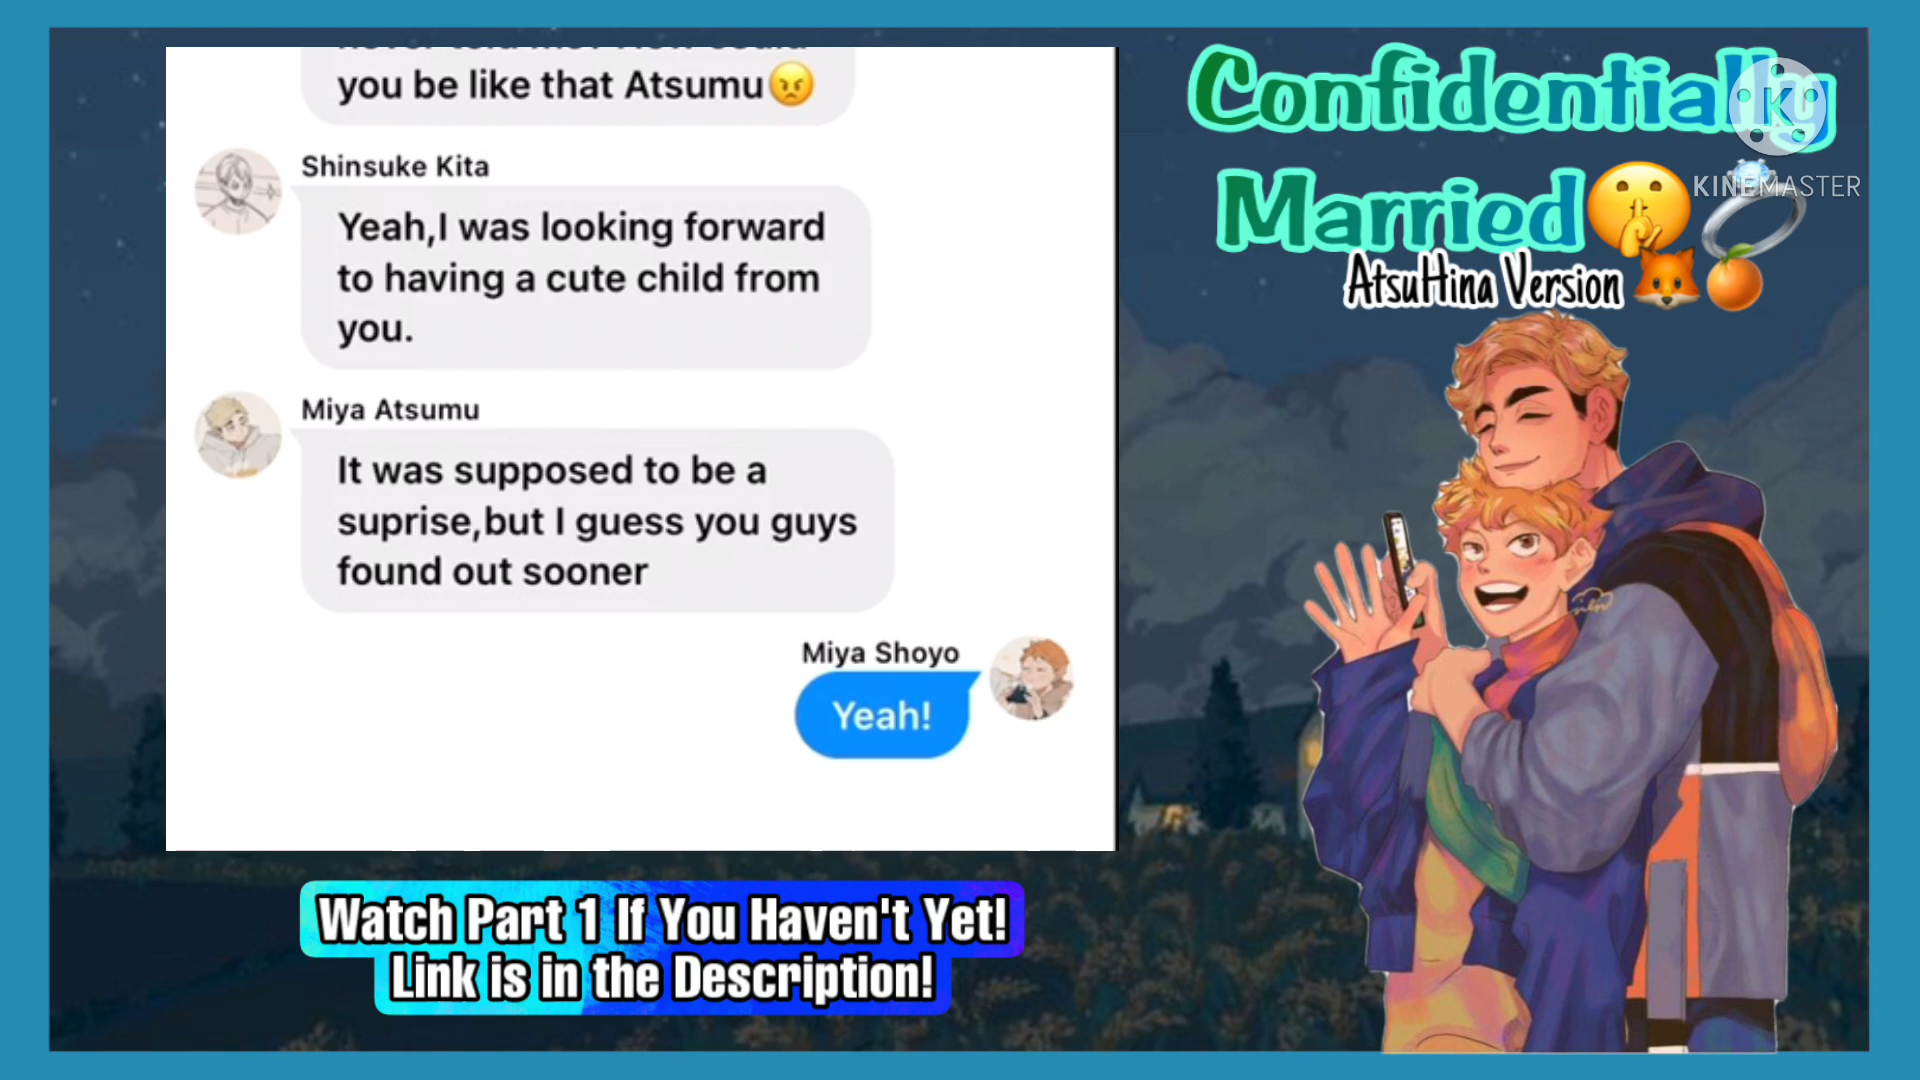 you be like that Atsumu😠
Shinsuke Kita
Yeah,I was looking forward
to having a cute child from
you.
Miya Atsumu
It was supposed to be a
suprise,but I guess you guys
found out sooner
Miya Shoyo
Yeah!
Watch Part 1 If You Haven't Yet!
Link is in the Description!
Confidentially
Married🤫💍
AtsuHina Version🦊🍊
K
KINEMASTER